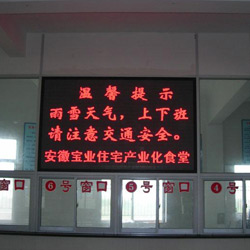 温馨提示
雨雪天气，上下班
请注意交通安全。
安徽宝业住宅产业化食堂
窗口
6号窗口
5号窗口
4号